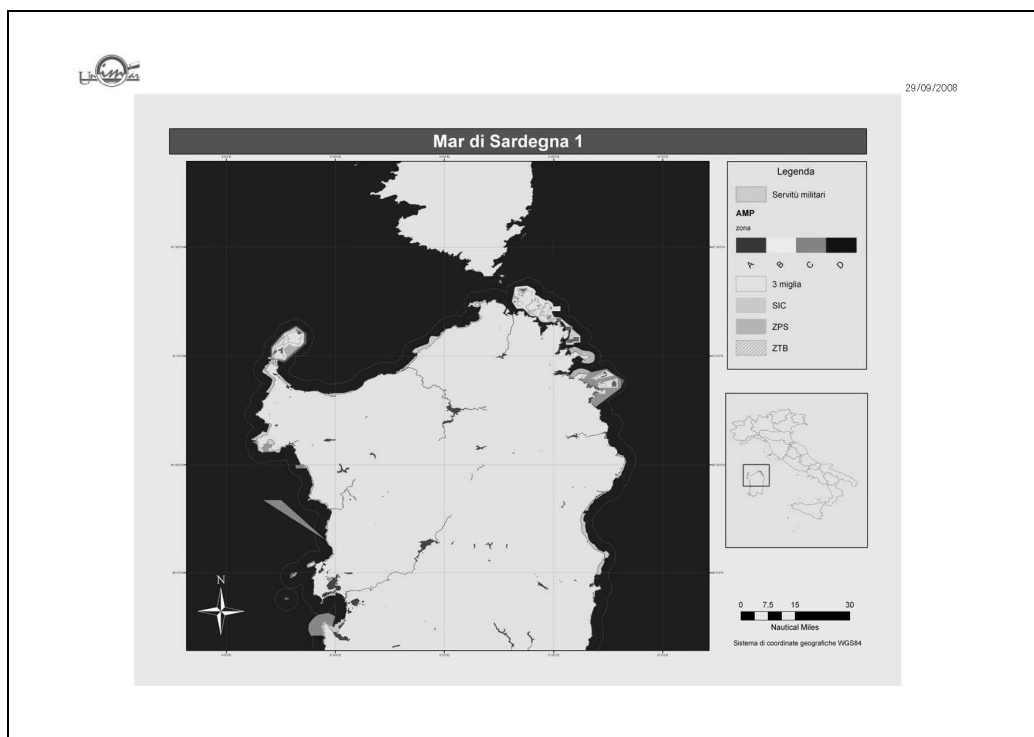 Unimar
29/09/2008
Mar di Sardegna 1
Legenda
Servitù militari
AMP
zona
A B C D
3 miglia
SIC
ZPS
ZTB
N
0 7,5 15 30
Nautical Miles
Sistema di coordinate geografiche WGS84